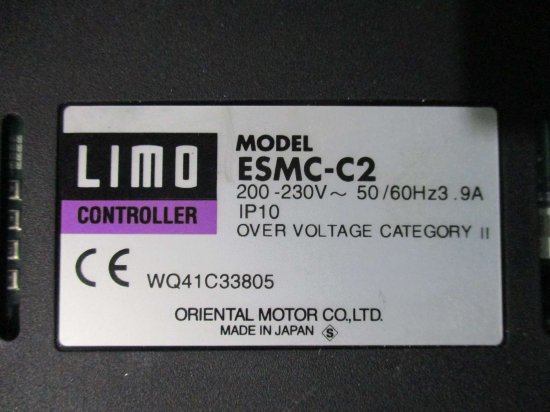 LIMO
CONTROLLER
MODEL
ESMC-C2
200-230V～ 50/60Hz3.9A
IP10
OVER VOLTAGE CATEGORY II
CE WQ41C33805
ORIENTAL MOTOR CO.,LTD.
MADE IN JAPAN S